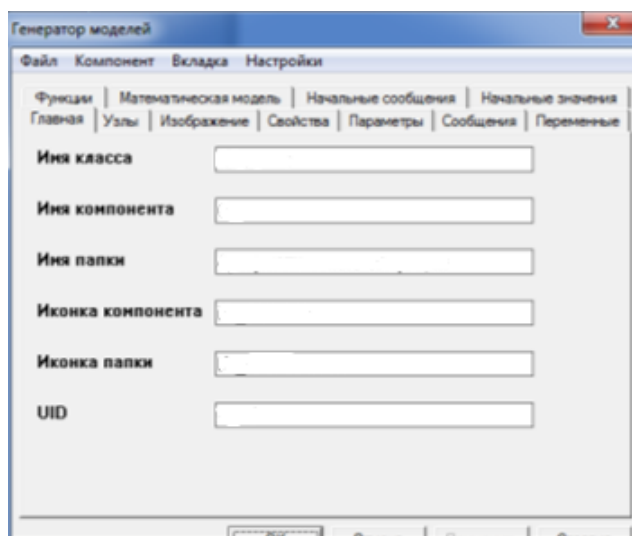 Генератор моделей
Файл Компонент Вкладка Настройки
Функции Математическая модель Начальные сообщения Начальные значения
Главная Узлы Изображение Свойства Параметры Сообщения Переменные
Имя класса
Имя компонента
Имя папки
Иконка компонента
Иконка папки
UID